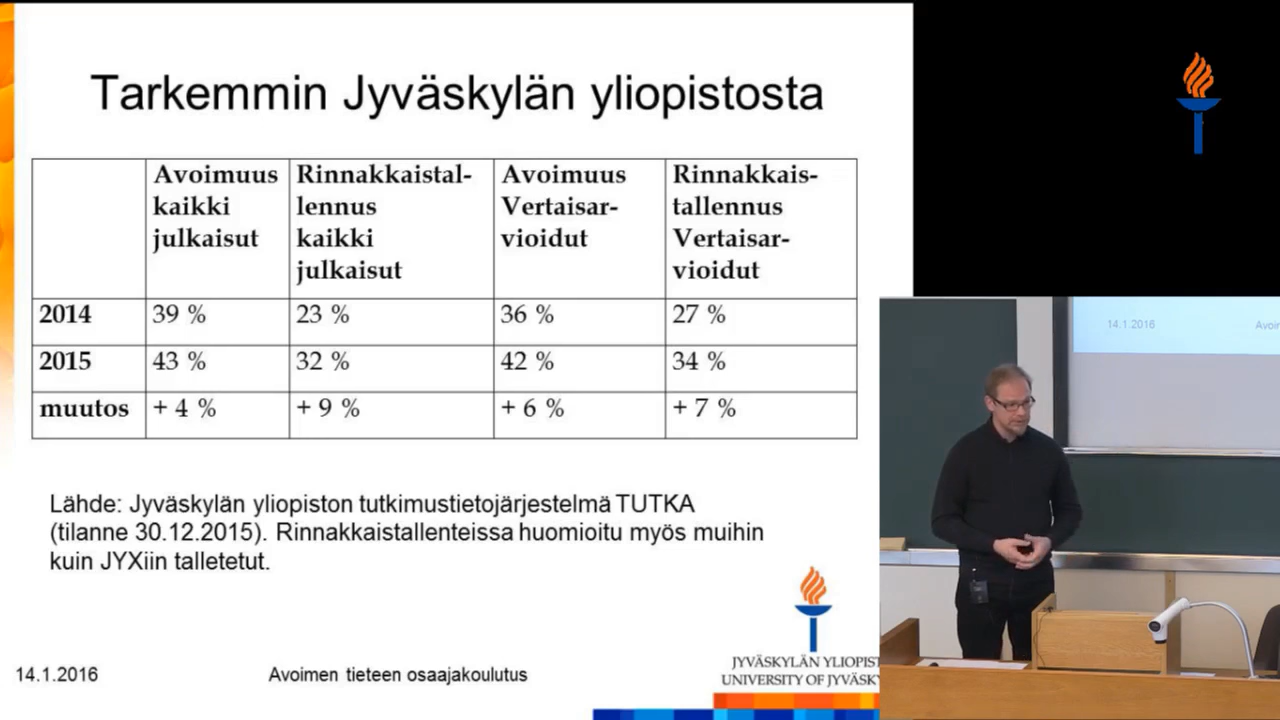 Tarkemmin Jyväskylän yliopistosta
Avoimuus
kaikki
julkaisut
Rinnakkaistal-
lennus
kaikki
julkaisut
Avoimuus
Vertaisar-
vioidut
Rinnakkais-
tallennus
Vertaisar-
vioidut
2014 39 % 23 % 36 % 27 %
2015 43 % 32 % 42 % 34 %
muutos + 4 % + 9 % + 6 % + 7 %
Lähde: Jyväskylän yliopiston tutkimustietojärjestelmä TUTKA
(tilanne 30.12.2015). Rinnakkaistallenteissa huomioitu myös muihin
kuin JYXiin talletetut.
14.1.2016 Avoimen tieteen osaajakoulutus
JYVÄSKYLÄN YLIOPIST
UNIVERSITY OF JYVÄSKY
14.1.2016 Avoi